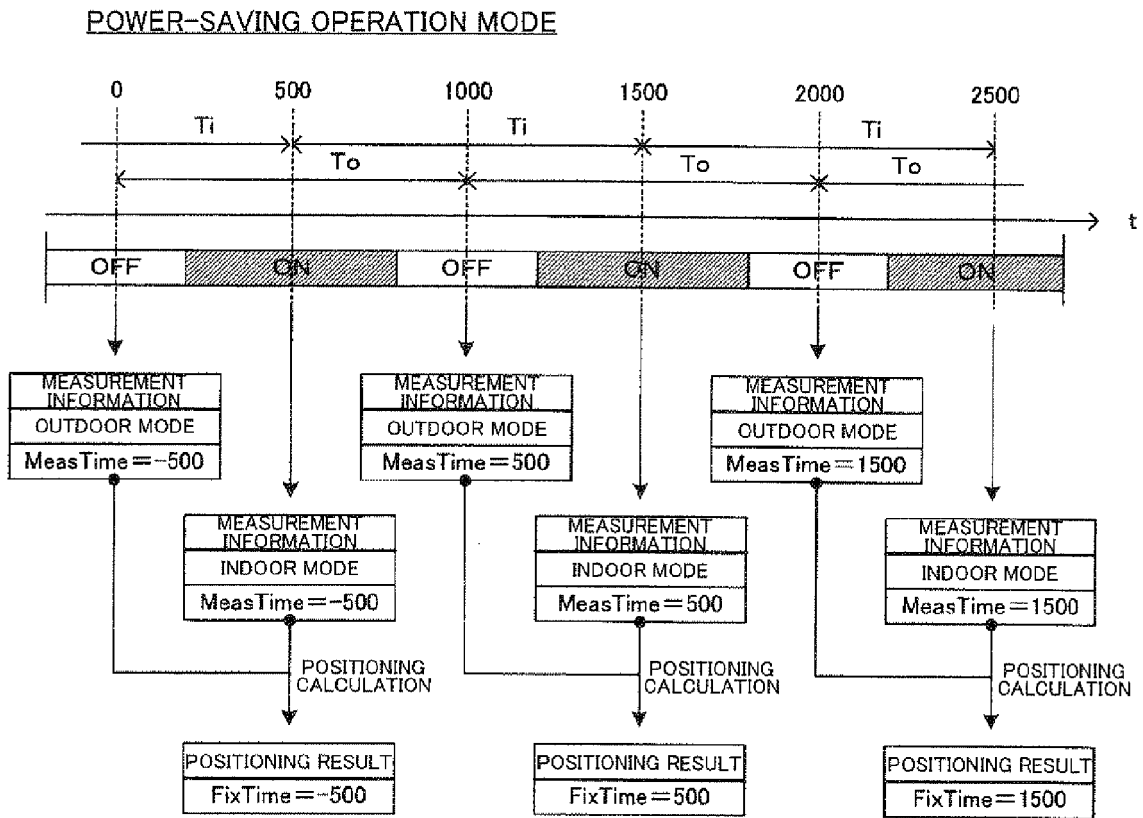 POWER-SAVING OPERATION MODE
0 500 1000 1500 2000 2500
Ti Ti Ti
To To To
t
OFF ON OFF ON OFF ON
MEASUREMENT INFORMATION
OUTDOOR MODE
MeasTime=-500
MEASUREMENT INFORMATION
OUTDOOR MODE
MeasTime=500
MEASUREMENT INFORMATION
OUTDOOR MODE
MeasTime=1500
MEASUREMENT INFORMATION
INDOOR MODE
MeasTime=-500
MEASUREMENT INFORMATION
INDOOR MODE
MeasTime=500
MEASUREMENT INFORMATION
INDOOR MODE
MeasTime=1500
POSITIONING CALCULATION
POSITIONING CALCULATION
POSITIONING CALCULATION
POSITIONING RESULT
FixTime=-500
POSITIONING RESULT
FixTime=500
POSITIONING RESULT
FixTime=1500